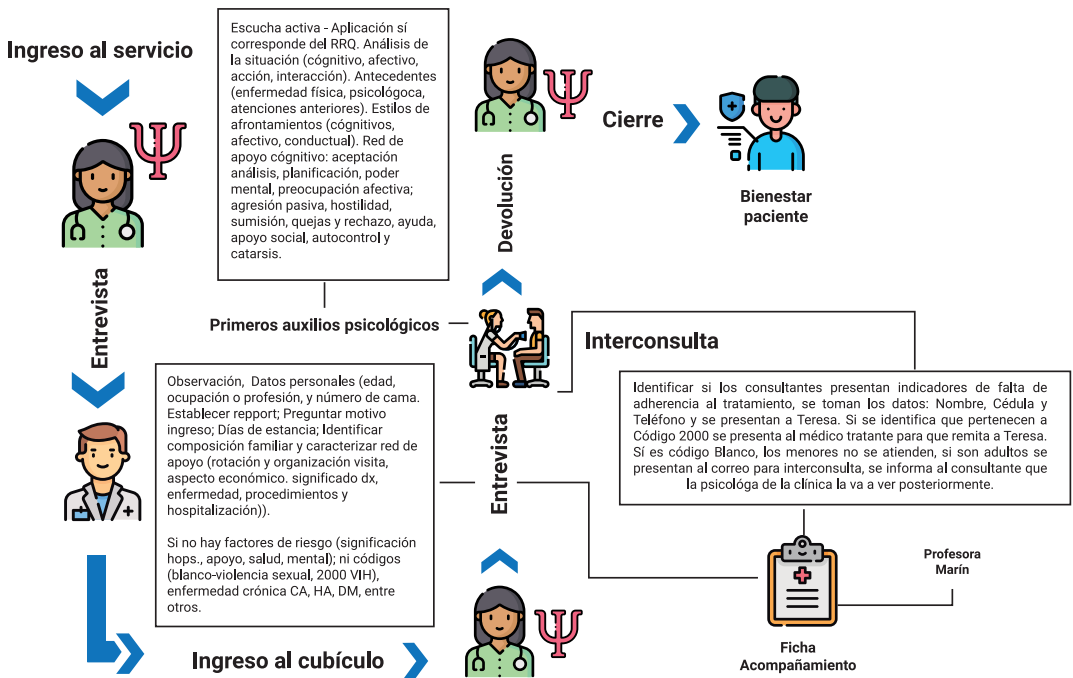 Ingreso al servicio
Escucha activa - Aplicación sí
corresponde del RRQ. Análisis de
la situación (cógnitivo, afectivo,
acción, interacción). Antecedentes
(enfermedad física, psicológoca,
atenciones anteriores). Estilos de
afrontamientos (cógnitivos,
afectivo, conductual). Red de
apoyo cógnitivo: aceptación
análisis, planificación, poder
mental, preocupación afectiva;
agresión pasiva, hostilidad,
sumisión, quejas y rechazo, ayuda,
apoyo social, autocontrol y
catarsis.
Primeros auxilios psicológicos
Entrevista
Observación, Datos personales (edad,
ocupación o profesión, y número de cama.
Establecer repport; Preguntar motivo
ingreso; Días de estancia; Identificar
composición familiar y caracterizar red de
apoyo (rotación y organización visita,
aspecto económico. significado dx,
enfermedad, procedimientos y
hospitalización)).
Si no hay factores de riesgo (significación
hops., apoyo, salud, mental); ni códigos
(blanco-violencia sexual, 2000 VIH),
enfermedad crónica CA, HA, DM, entre
otros.
Ingreso al cubículo
Entrevista
Devolución
Cierre
Bienestar
paciente
Interconsulta
Identificar si los consultantes presentan indicadores de falta de
adherencia al tratamiento, se toman los datos: Nombre, Cédula y
Teléfono y se presentan a Teresa. Si se identifica que pertenecen a
Código 2000 se presenta al médico tratante para que remita a Teresa.
Sí es código Blanco, los menores no se atienden, si son adultos se
presentan al correo para interconsulta, se informa al consultante que
la psicológa de la clínica la va a ver posteriormente.
Profesora
Marín
Ficha
Acompañamiento